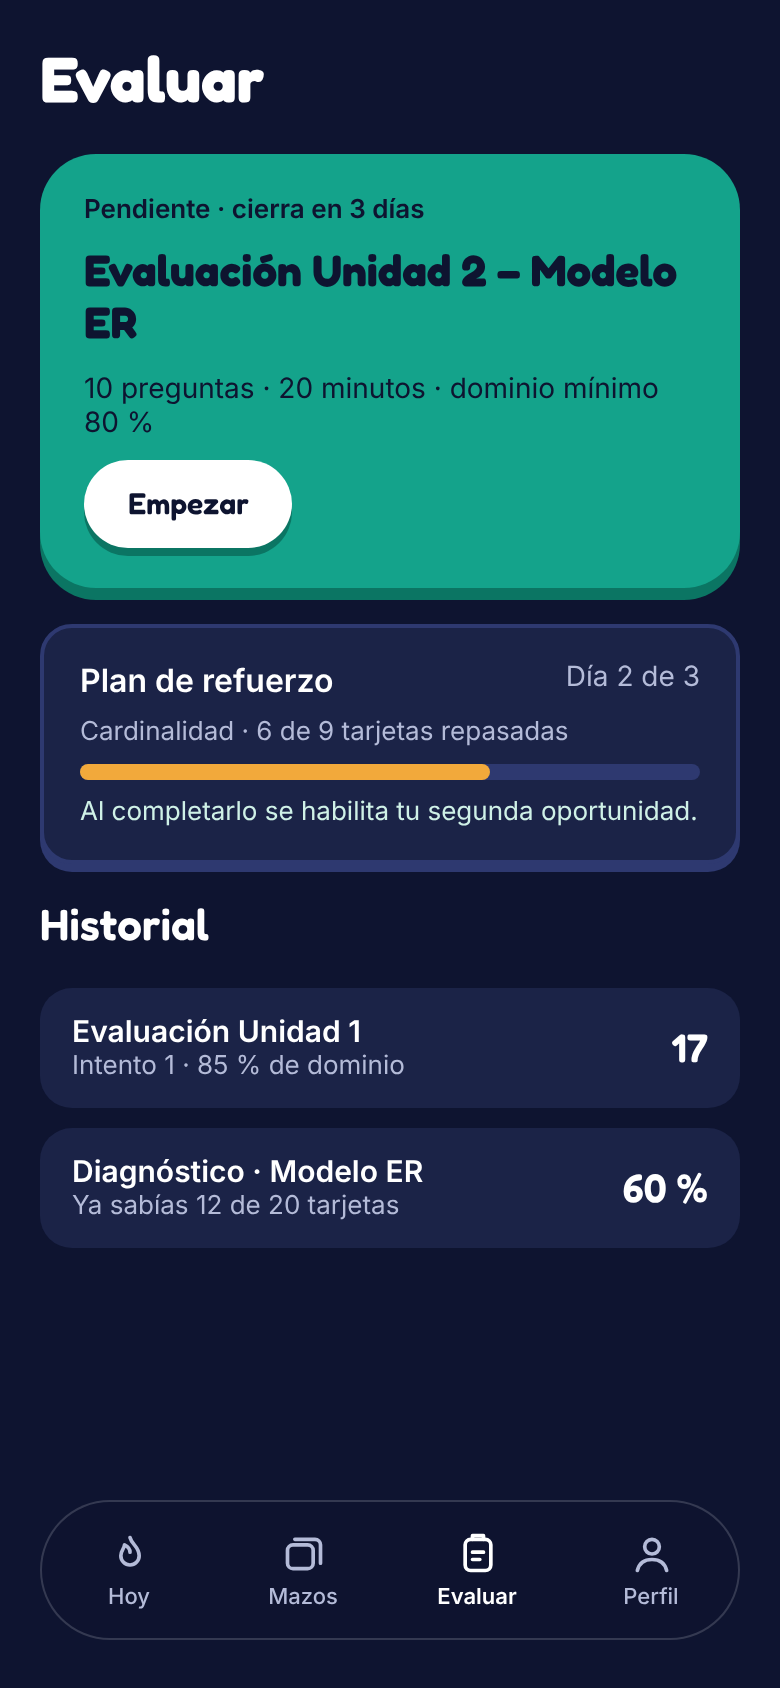 Evaluar
Pendiente · cierra en 3 días
Evaluación Unidad 2 – Modelo
ER
10 preguntas · 20 minutos · dominio mínimo
80 %
Empezar
Plan de refuerzo
Día 2 de 3
Cardinalidad · 6 de 9 tarjetas repasadas
Al completarlo se habilita tu segunda oportunidad.
Historial
Evaluación Unidad 1
Intento 1 · 85 % de dominio
17
Diagnóstico · Modelo ER
Ya sabías 12 de 20 tarjetas
60 %
Hoy
Mazos
Evaluar
Perfil